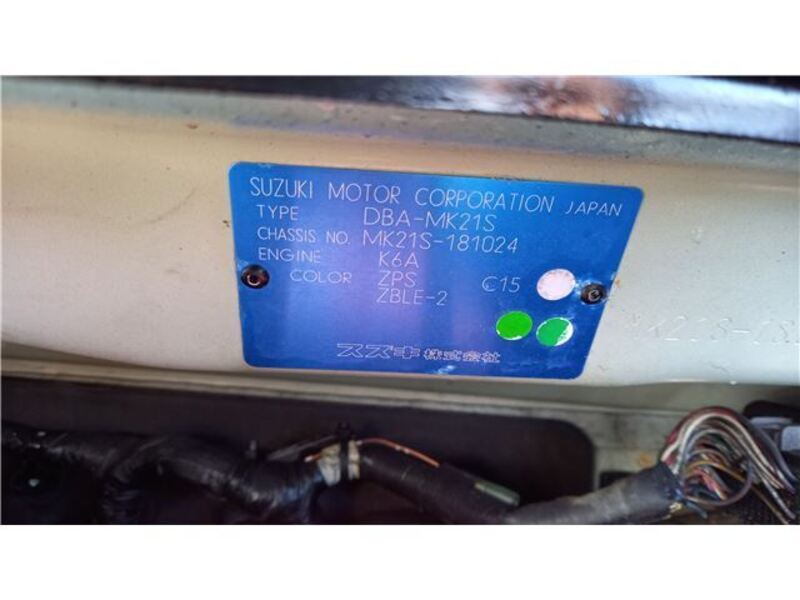 SUZUKI MOTOR CORPORATION JAPAN
TYPE DBA-MK21S
CHASSIS NO. MK21S-181024
ENGINE K6A
COLOR ZPS C15
ZBLE-2
スズキ株式会社